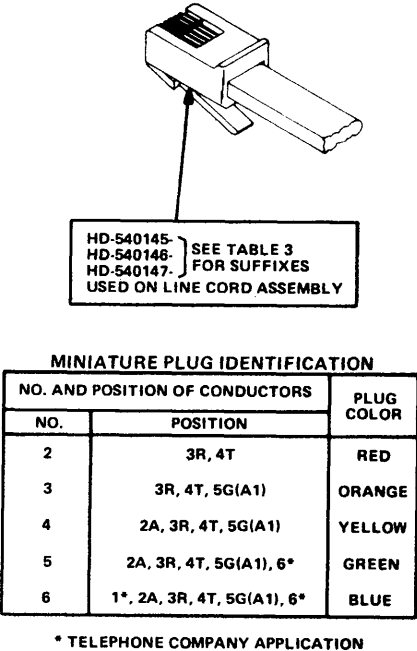 HD-540145-
HD-540146-
HD-540147-
SEE TABLE 3
FOR SUFFIXES
USED ON LINE CORD ASSEMBLY
MINIATURE PLUG IDENTIFICATION
NO. AND POSITION OF CONDUCTORS
PLUG
COLOR
NO. POSITION
2 3R, 4T RED
3 3R, 4T, 5G(A1) ORANGE
4 2A, 3R, 4T, 5G(A1) YELLOW
5 2A, 3R, 4T, 5G(A1), 6* GREEN
6 1*, 2A, 3R, 4T, 5G(A1), 6* BLUE
* TELEPHONE COMPANY APPLICATION